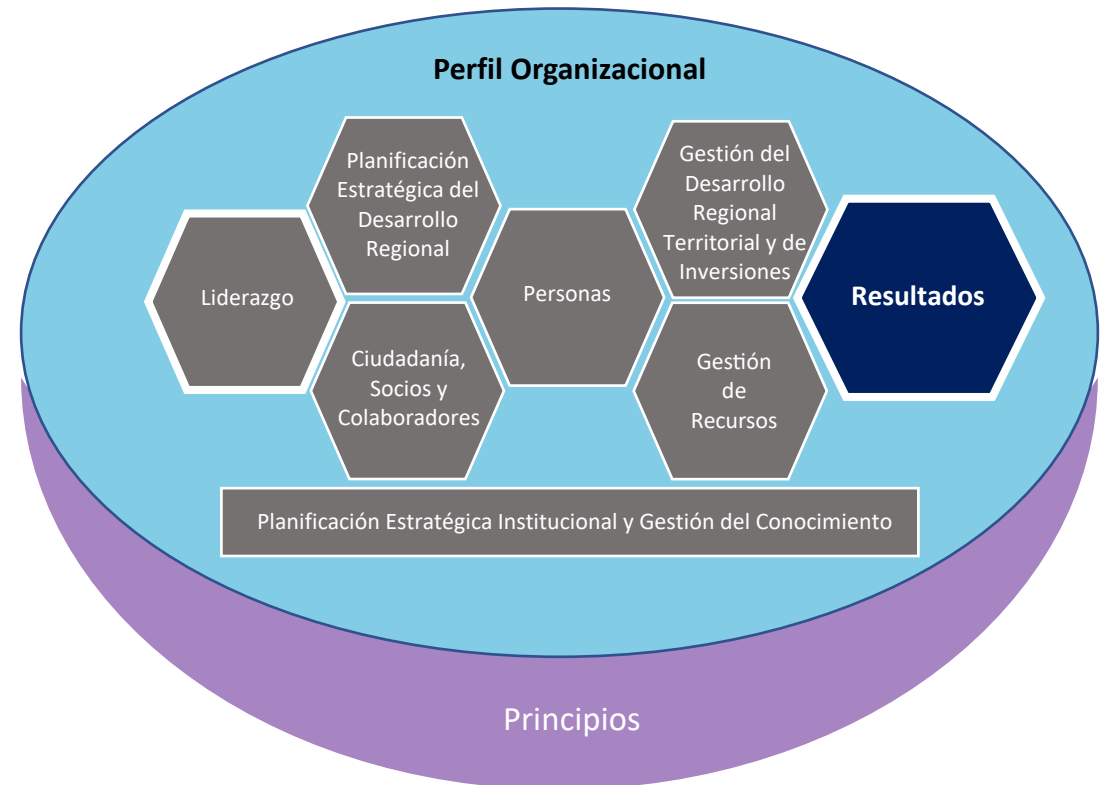 Perfil Organizacional
Planificación
Estratégica del
Desarrollo
Regional
Gestión del
Desarrollo
Regional
Territorial y de
Inversiones
Liderazgo
Personas
Resultados
Ciudadanía,
Socios y
Colaboradores
Gestión
de
Recursos
Planificación Estratégica Institucional y Gestión del Conocimiento
Principios